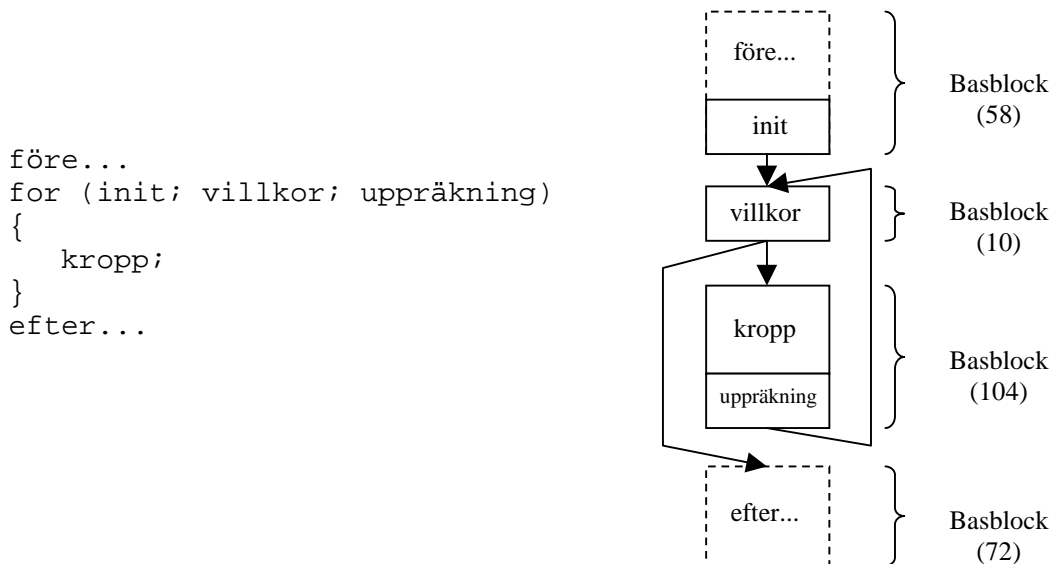 före...
for (init; villkor; uppräkning)
{
   kropp;
}
efter...
före...
init
Basblock
(58)
villkor
Basblock
(10)
kropp
uppräkning
Basblock
(104)
efter...
Basblock
(72)